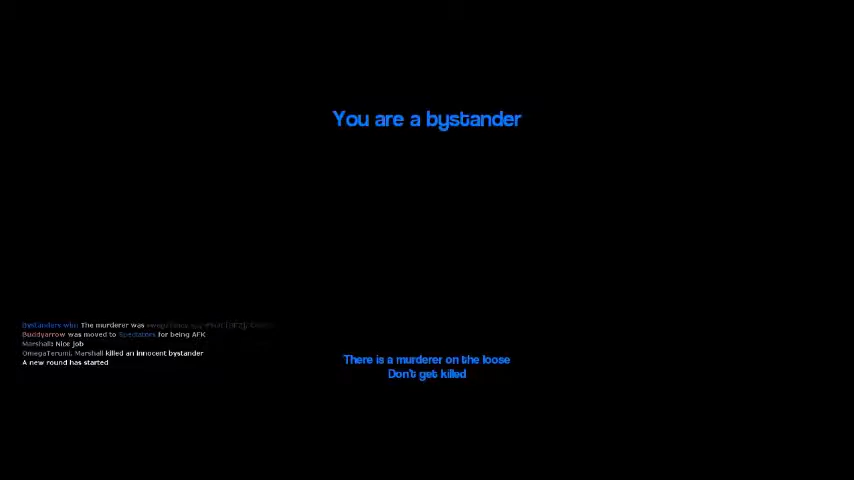 You are a bystander
Bystanders win! The murderer was
Buddyarrow was moved to Spectators for being AFK
Marshall: Nice job
OmegaTerumi, Marshall killed an innocent bystander
A new round has started
There is a murderer on the loose
Don't get killed